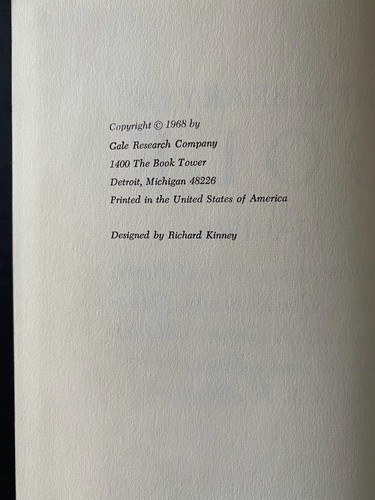 Copyright © 1968 by
Gale Research Company
1400 The Book Tower
Detroit, Michigan 48226
Printed in the United States of America
Designed by Richard Kinney